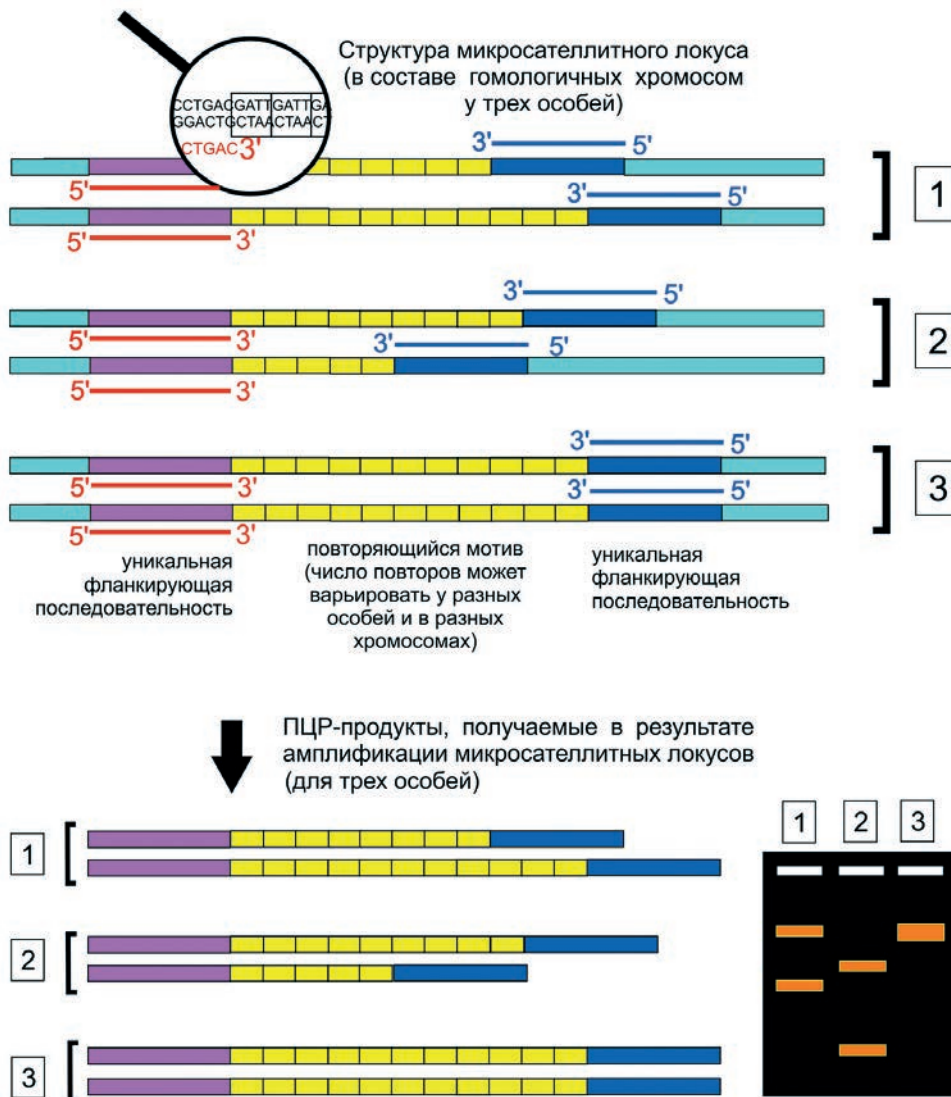 Структура микросателлитного локуса
(в составе гомологичных хромосом
у трех особей)
CCTGACGATTGATTGA
GGACTGCTAACTAACT
CTGAC3'
3' 5'
5'
3' 5'
1
5' 3'
3' 5'
5' 3'
3' 5'
2
5' 3'
3' 5'
5' 3'
3' 5'
3
5' 3'
уникальная
фланкирующая
последовательность
повторяющийся мотив
(число повторов может
варьировать у разных
особей и в разных
хромосомах)
уникальная
фланкирующая
последовательность
ПЦР-продукты, получаемые в результате
амплификации микросателлитных локусов
(для трех особей)
1
2
3
1 2 3